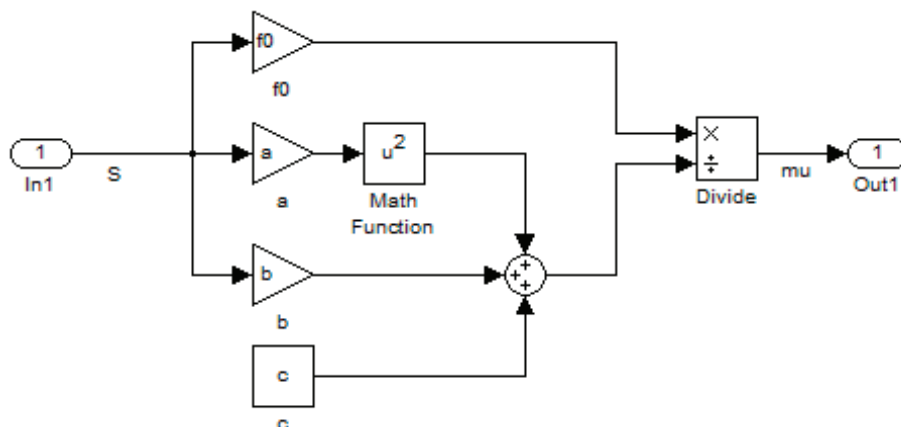 f0
f0
1
In1
S
a
a
u²
Math
Function
×
÷
Divide
mu
1
Out1
b
b
+
+
+
c
c